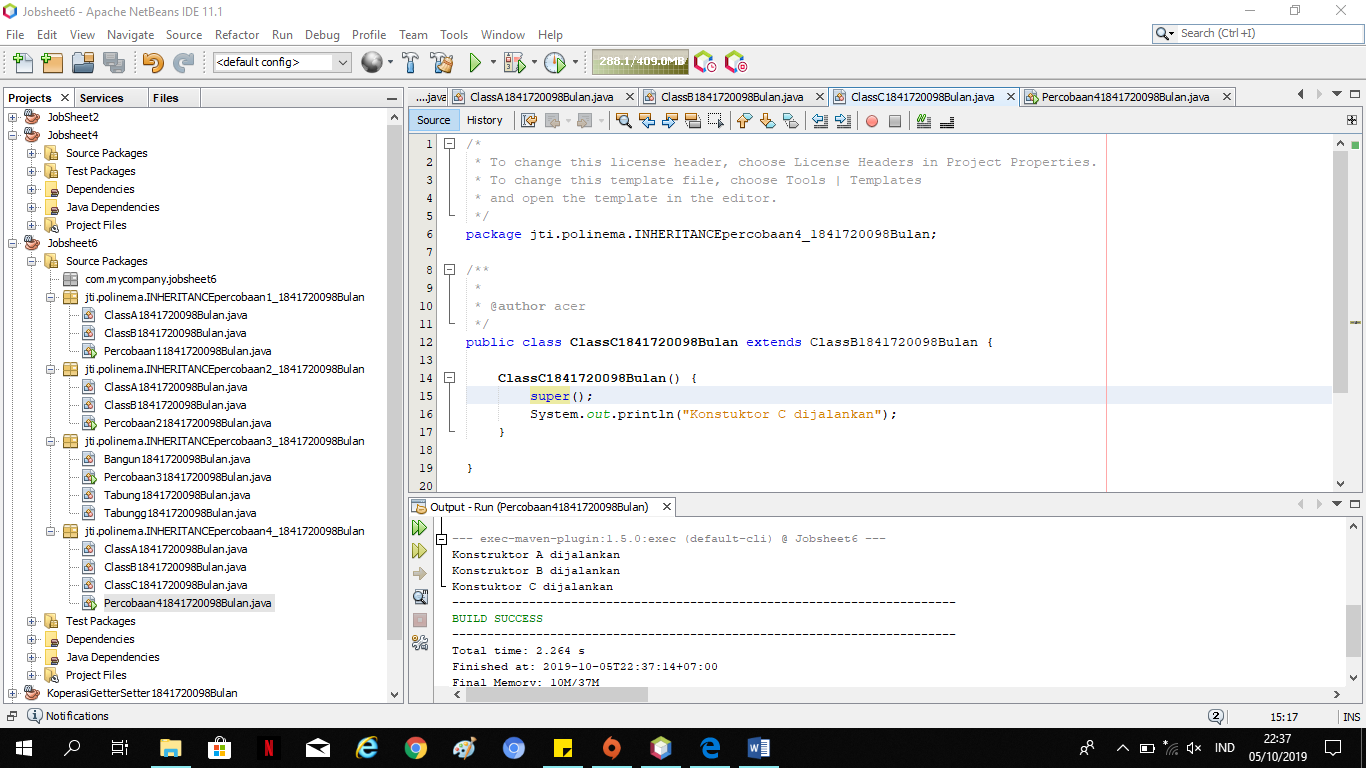 Jobsheet6 - Apache NetBeans IDE 11.1
File Edit View Navigate Source Refactor Run Debug Profile Team Tools Window Help
Search (Ctrl+I)
<default config>
288.1/409.0MB
Projects Services Files
JobSheet2
Jobsheet4
Source Packages
Test Packages
Dependencies
Java Dependencies
Project Files
Jobsheet6
Source Packages
com.mycompany.jobsheet6
jti.polinema.INHERITANCEpercobaan1_1841720098Bulan
ClassA1841720098Bulan.java
ClassB1841720098Bulan.java
Percobaan11841720098Bulan.java
jti.polinema.INHERITANCEpercobaan2_1841720098Bulan
ClassA1841720098Bulan.java
ClassB1841720098Bulan.java
Percobaan21841720098Bulan.java
jti.polinema.INHERITANCEpercobaan3_1841720098Bulan
Bangun1841720098Bulan.java
Percobaan31841720098Bulan.java
Tabung1841720098Bulan.java
Tabungg1841720098Bulan.java
jti.polinema.INHERITANCEpercobaan4_1841720098Bulan
ClassA1841720098Bulan.java
ClassB1841720098Bulan.java
ClassC1841720098Bulan.java
Percobaan41841720098Bulan.java
Test Packages
Dependencies
Java Dependencies
Project Files
KoperasiGetterSetter1841720098Bulan
....java ClassA1841720098Bulan.java ClassB1841720098Bulan.java ClassC1841720098Bulan.java Percobaan41841720098Bulan.java
Source History
1 /*
2 * To change this license header, choose License Headers in Project Properties.
3 * To change this template file, choose Tools | Templates
4 * and open the template in the editor.
5 */
6 package jti.polinema.INHERITANCEpercobaan4_1841720098Bulan;
7
8 /**
9 *
10 * @author acer
11 */
12 public class ClassC1841720098Bulan extends ClassB1841720098Bulan {
13
14 ClassC1841720098Bulan() {
15 super();
16 System.out.println("Konstuktor C dijalankan");
17 }
18
19 }
20
Output - Run (Percobaan41841720098Bulan)
--- exec-maven-plugin:1.5.0:exec (default-cli) @ Jobsheet6 ---
Konstruktor A dijalankan
Konstruktor B dijalankan
Konstuktor C dijalankan
------------------------------------------------------------------------
BUILD SUCCESS
------------------------------------------------------------------------
Total time: 2.264 s
Finished at: 2019-10-05T22:37:14+07:00
Final Memory: 10M/37M
Notifications
2
15:17 INS
IND
22:37
05/10/2019